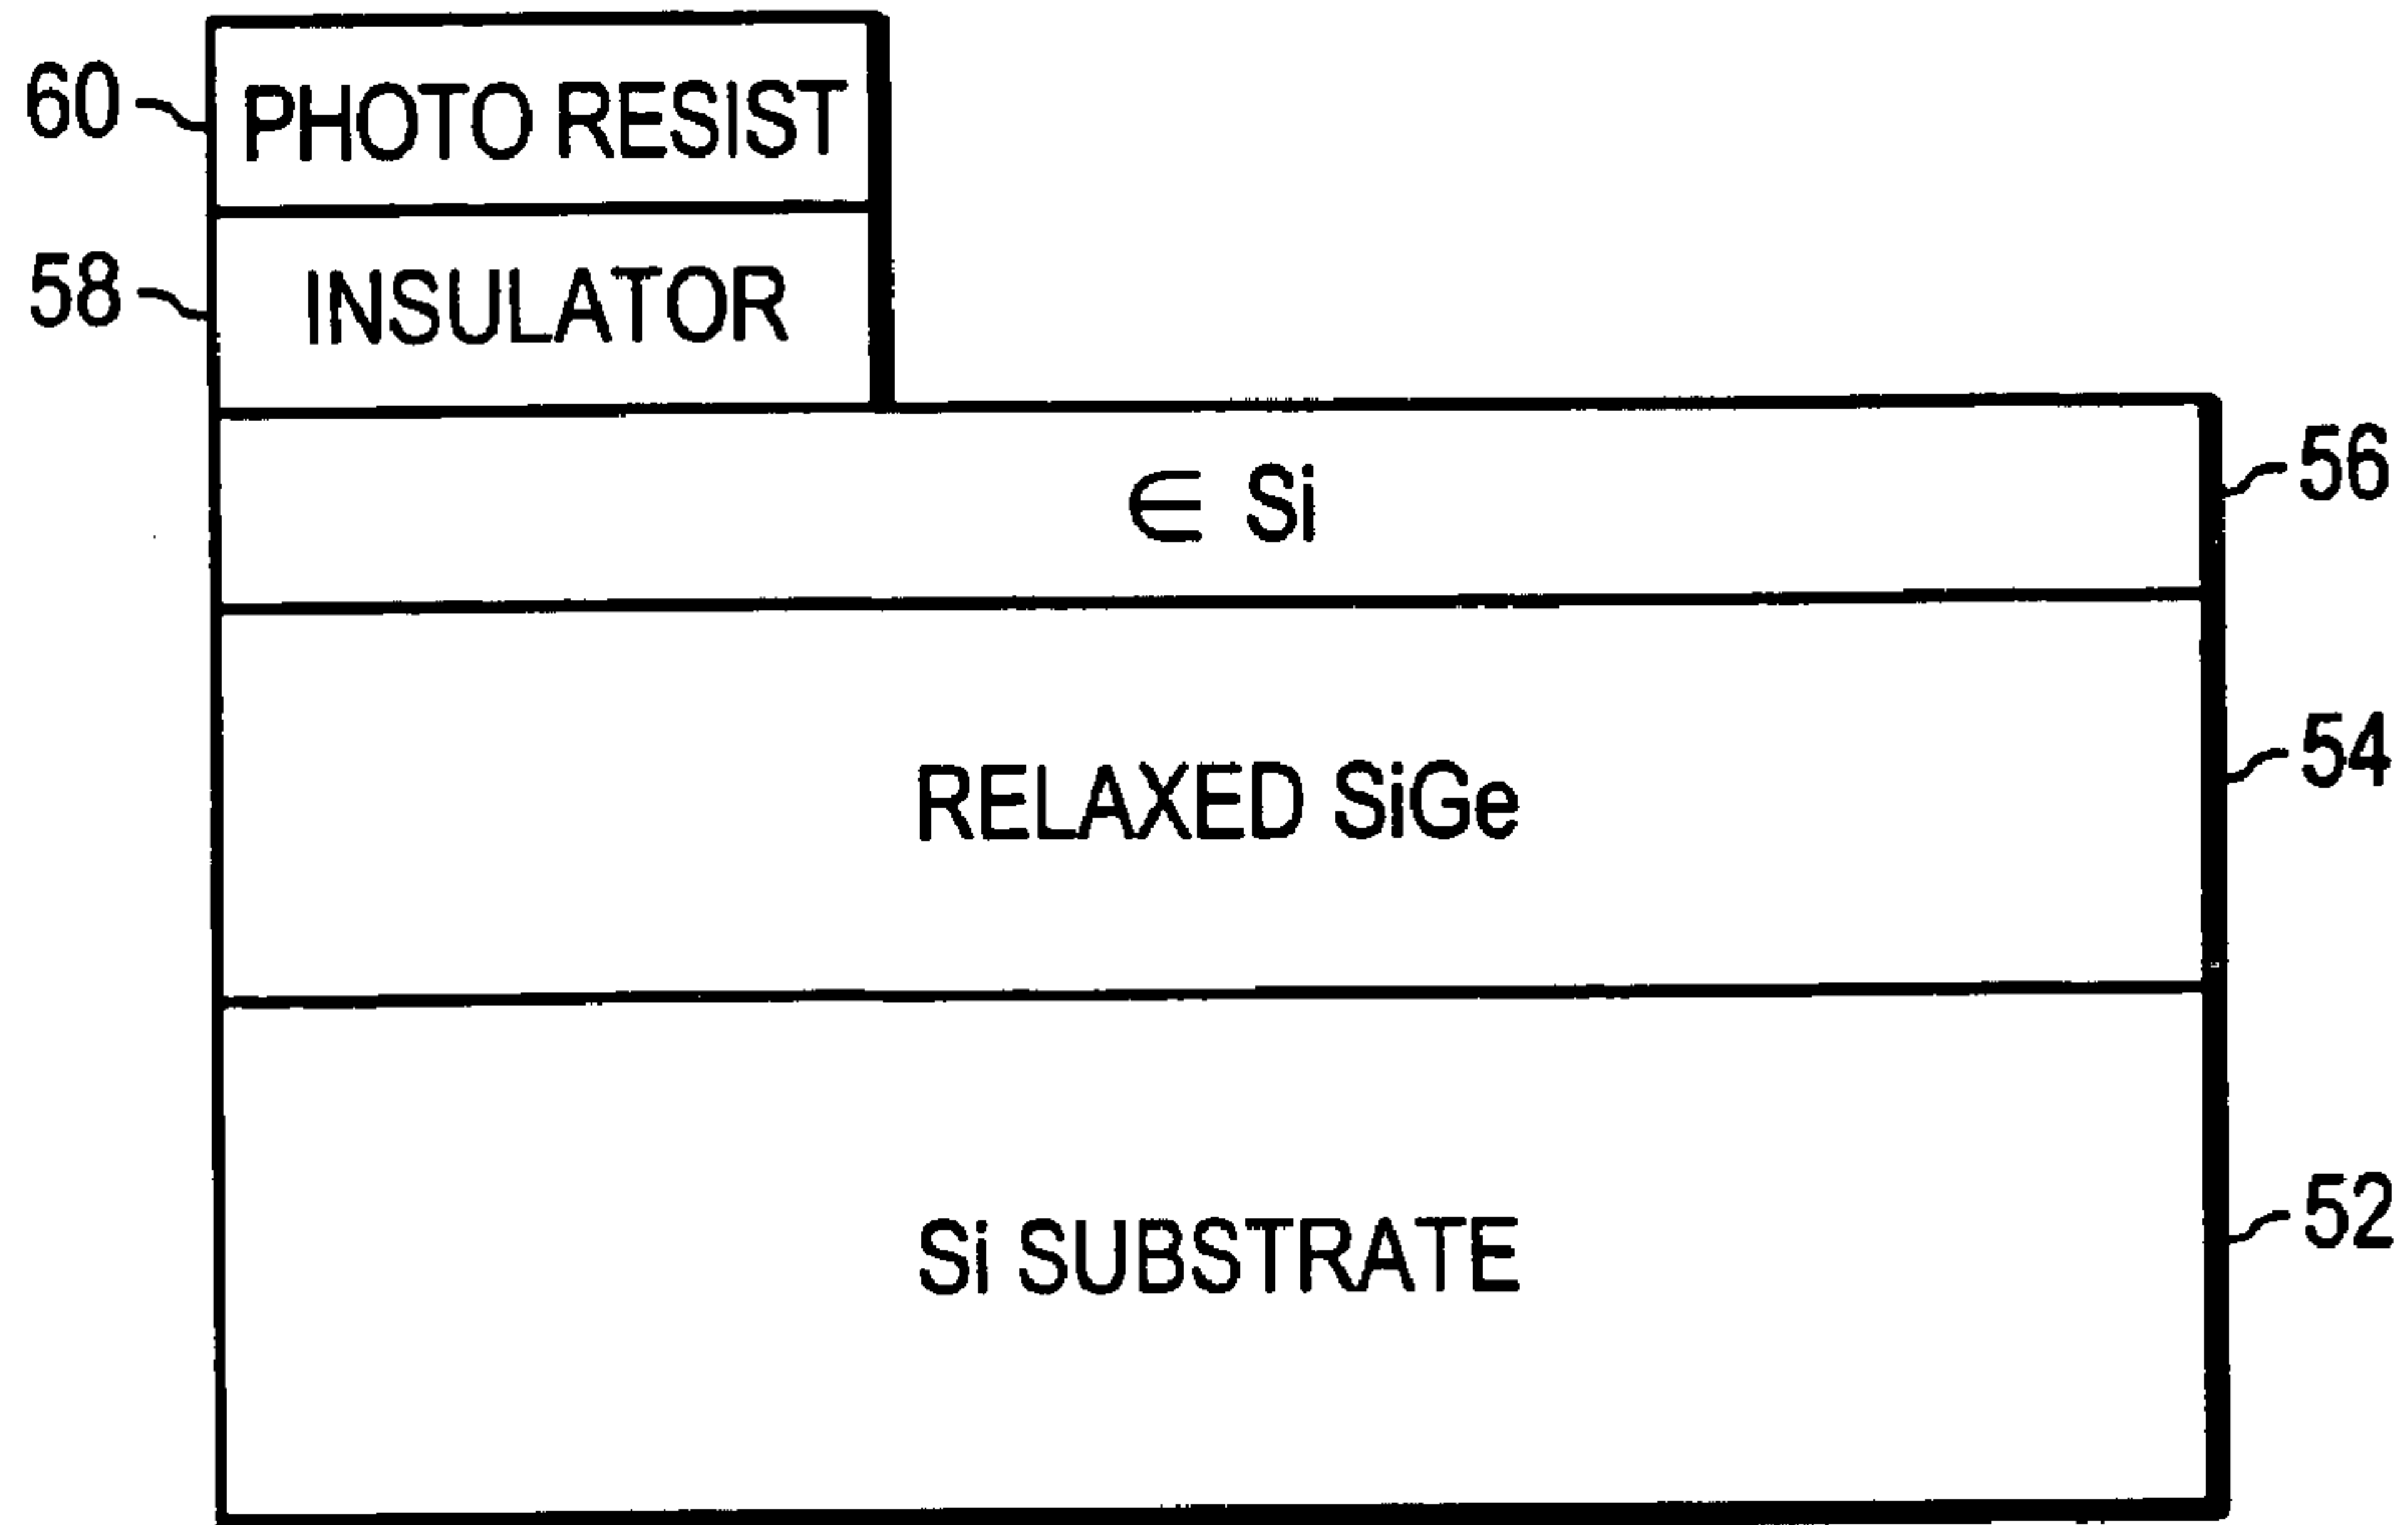 60 PHOTO RESIST
58 INSULATOR
∈ Si 56
RELAXED SiGe 54
Si SUBSTRATE 52